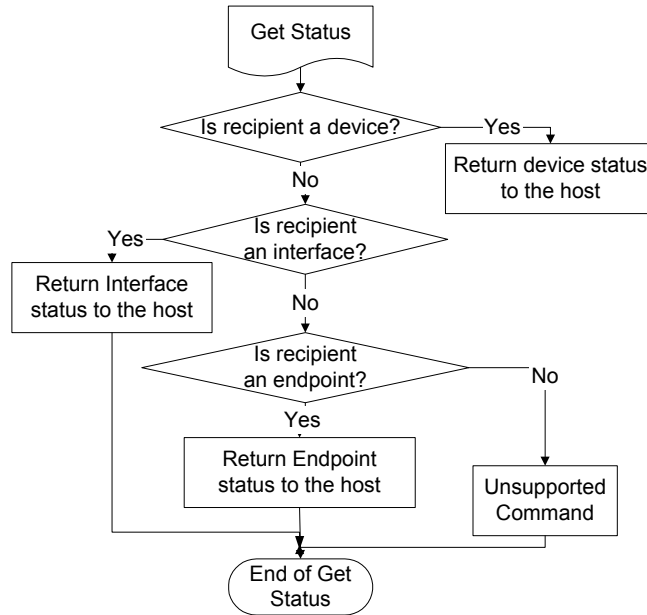 Get Status
Is recipient a device?
Yes
Return device status
to the host
No
Is recipient
an interface?
Yes
Return Interface
status to the host
No
Is recipient
an endpoint?
No
Yes
Return Endpoint
status to the host
Unsupported
Command
End of Get
Status